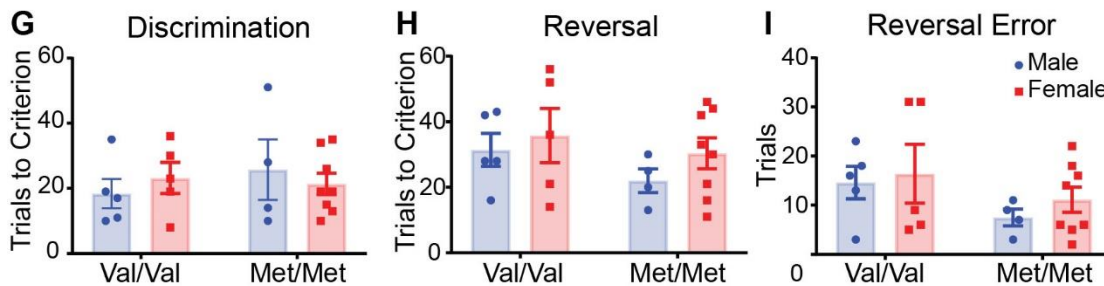 G Discrimination
Trials to Criterion
60
40
20
0
Val/Val Met/Met
H Reversal
Trials to Criterion
60
40
20
0
Val/Val Met/Met
I Reversal Error
Trials
40
30
20
10
0
Male
Female
Val/Val Met/Met